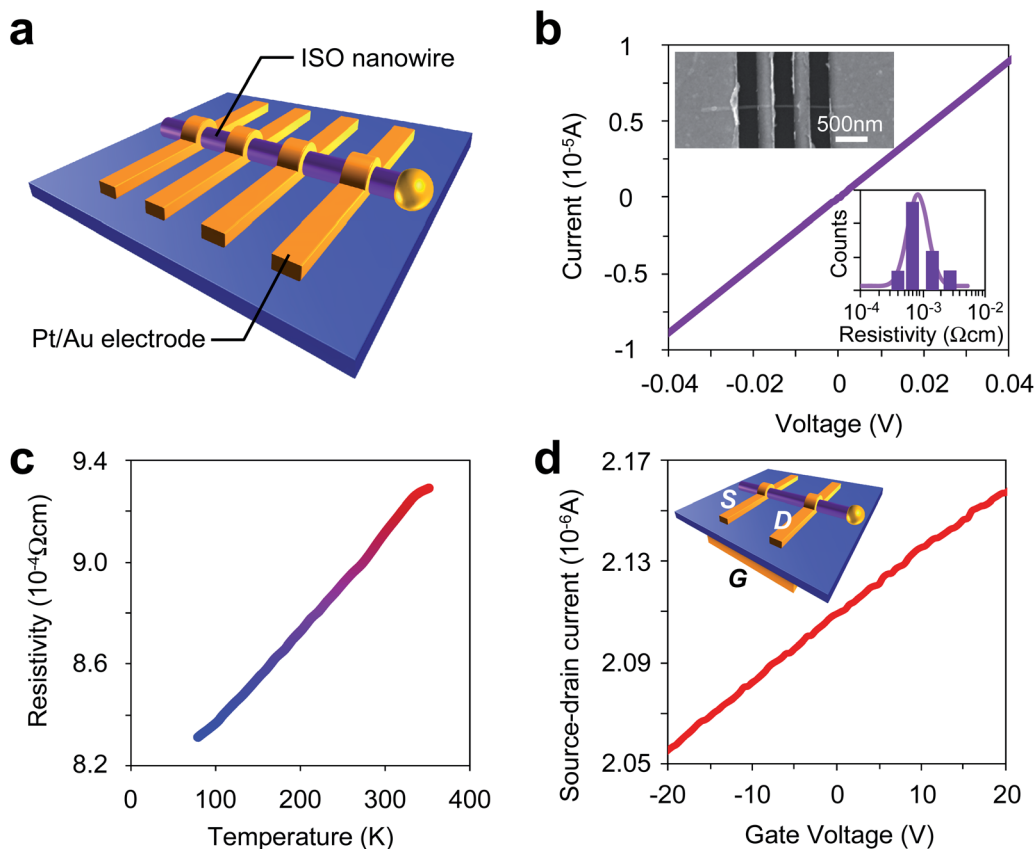 a
ISO nanowire
Pt/Au electrode
b
Current (10⁻⁵A)
1
0.5
0
-0.5
-1
-0.04
-0.02
0
0.02
0.04
Voltage (V)
500nm
Counts
10⁻⁴
10⁻³
10⁻²
Resistivity (Ωcm)
c
Resistivity (10⁻⁴Ωcm)
9.4
9.0
8.6
8.2
0
100
200
300
400
Temperature (K)
d
Source-drain current (10⁻⁶A)
2.17
2.13
2.09
2.05
-20
-10
0
10
20
Gate Voltage (V)
S
D
G